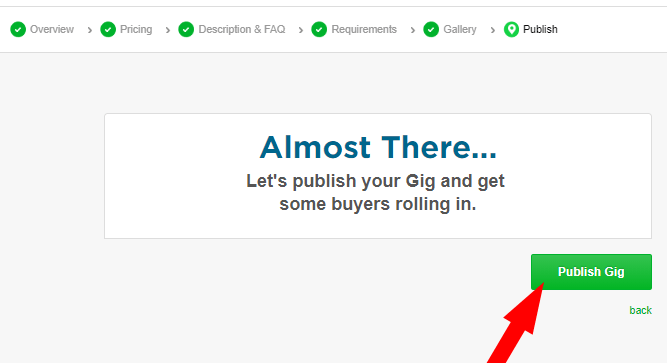 Overview > Pricing > Description & FAQ > Requirements > Gallery > Publish
Almost There...
Let's publish your Gig and get
some buyers rolling in.
Publish Gig
back